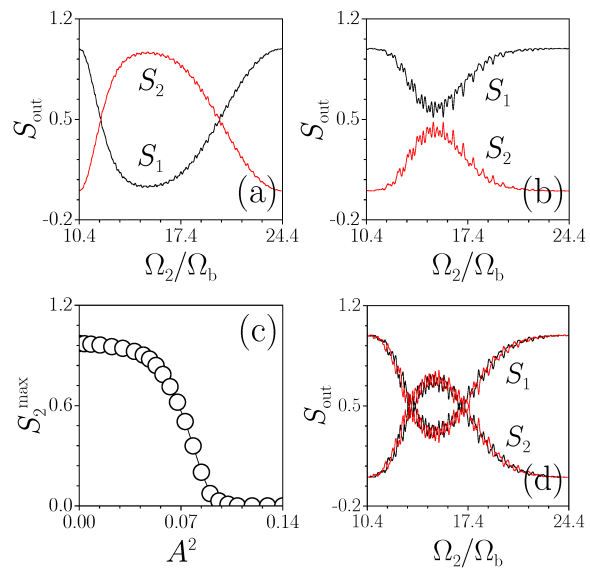 1.2
S_out
0.5
-0.2
S_2
S_1
(a)
10.4 17.4 24.4
Ω_2/Ω_b
1.2
S_out
0.5
-0.2
S_1
S_2
(b)
10.4 17.4 24.4
Ω_2/Ω_b
1.2
S_2^max
0.6
0.0
(c)
0.00 0.07 0.14
A^2
1.2
S_out
0.5
-0.2
S_1
S_2
(d)
10.4 17.4 24.4
Ω_2/Ω_b